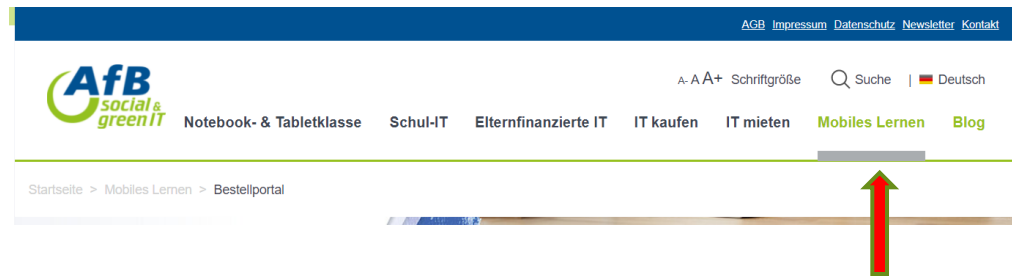 AGB Impressum Datenschutz Newsletter Kontakt
AfB
social &
green IT
A- A A+ Schriftgröße Suche | Deutsch
Notebook- & Tabletklasse Schul-IT Elternfinanzierte IT IT kaufen IT mieten Mobiles Lernen Blog
Startseite > Mobiles Lernen > Bestellportal